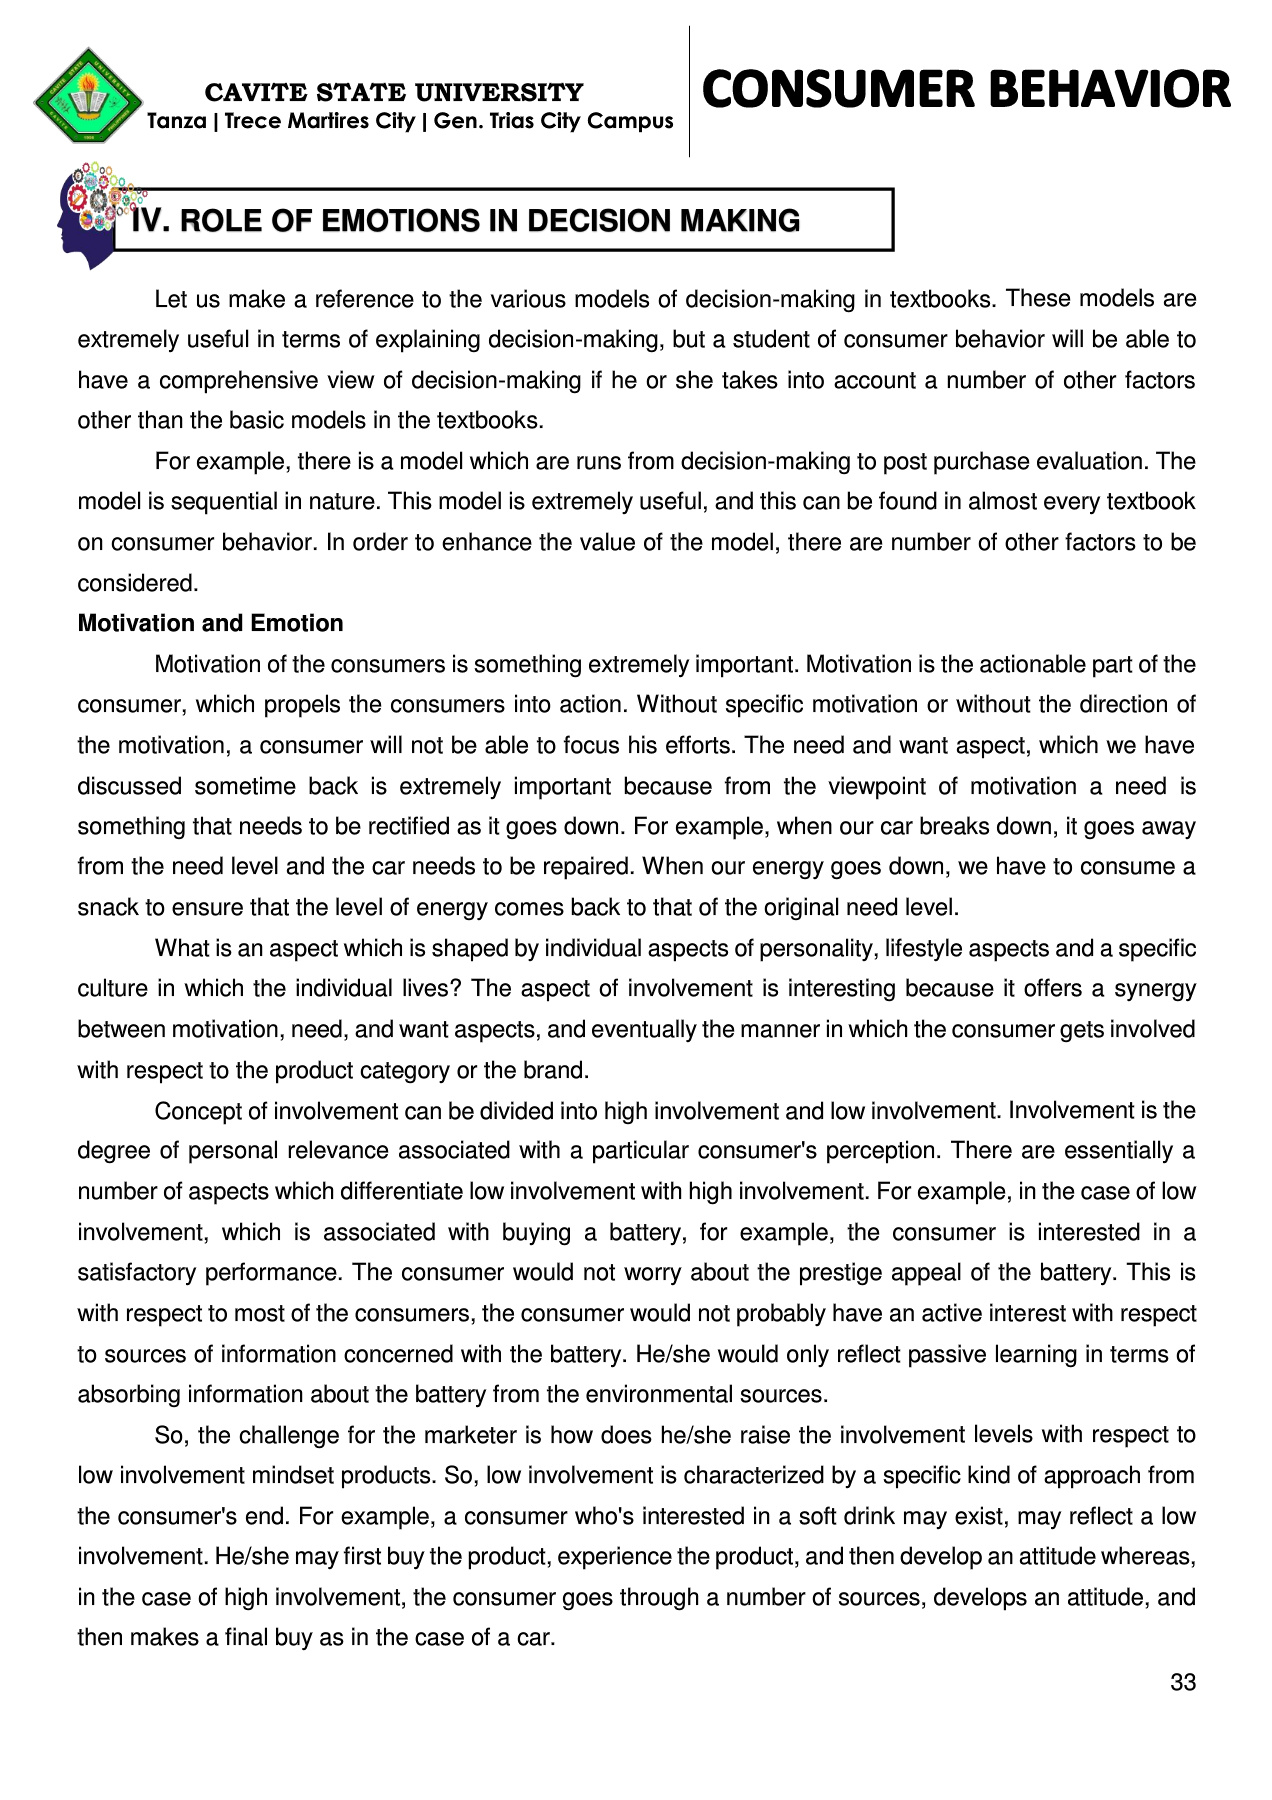 CAVITE STATE UNIVERSITY
Tanza | Trece Martires City | Gen. Trias City Campus
CONSUMER BEHAVIOR
IV. ROLE OF EMOTIONS IN DECISION MAKING
Let us make a reference to the various models of decision-making in textbooks. These models are
extremely useful in terms of explaining decision-making, but a student of consumer behavior will be able to
have a comprehensive view of decision-making if he or she takes into account a number of other factors
other than the basic models in the textbooks.
For example, there is a model which are runs from decision-making to post purchase evaluation. The
model is sequential in nature. This model is extremely useful, and this can be found in almost every textbook
on consumer behavior. In order to enhance the value of the model, there are number of other factors to be
considered.
Motivation and Emotion
Motivation of the consumers is something extremely important. Motivation is the actionable part of the
consumer, which propels the consumers into action. Without specific motivation or without the direction of
the motivation, a consumer will not be able to focus his efforts. The need and want aspect, which we have
discussed sometime back is extremely important because from the viewpoint of motivation a need is
something that needs to be rectified as it goes down. For example, when our car breaks down, it goes away
from the need level and the car needs to be repaired. When our energy goes down, we have to consume a
snack to ensure that the level of energy comes back to that of the original need level.
What is an aspect which is shaped by individual aspects of personality, lifestyle aspects and a specific
culture in which the individual lives? The aspect of involvement is interesting because it offers a synergy
between motivation, need, and want aspects, and eventually the manner in which the consumer gets involved
with respect to the product category or the brand.
Concept of involvement can be divided into high involvement and low involvement. Involvement is the
degree of personal relevance associated with a particular consumer's perception. There are essentially a
number of aspects which differentiate low involvement with high involvement. For example, in the case of low
involvement, which is associated with buying a battery, for example, the consumer is interested in a
satisfactory performance. The consumer would not worry about the prestige appeal of the battery. This is
with respect to most of the consumers, the consumer would not probably have an active interest with respect
to sources of information concerned with the battery. He/she would only reflect passive learning in terms of
absorbing information about the battery from the environmental sources.
So, the challenge for the marketer is how does he/she raise the involvement levels with respect to
low involvement mindset products. So, low involvement is characterized by a specific kind of approach from
the consumer's end. For example, a consumer who's interested in a soft drink may exist, may reflect a low
involvement. He/she may first buy the product, experience the product, and then develop an attitude whereas,
in the case of high involvement, the consumer goes through a number of sources, develops an attitude, and
then makes a final buy as in the case of a car.
33